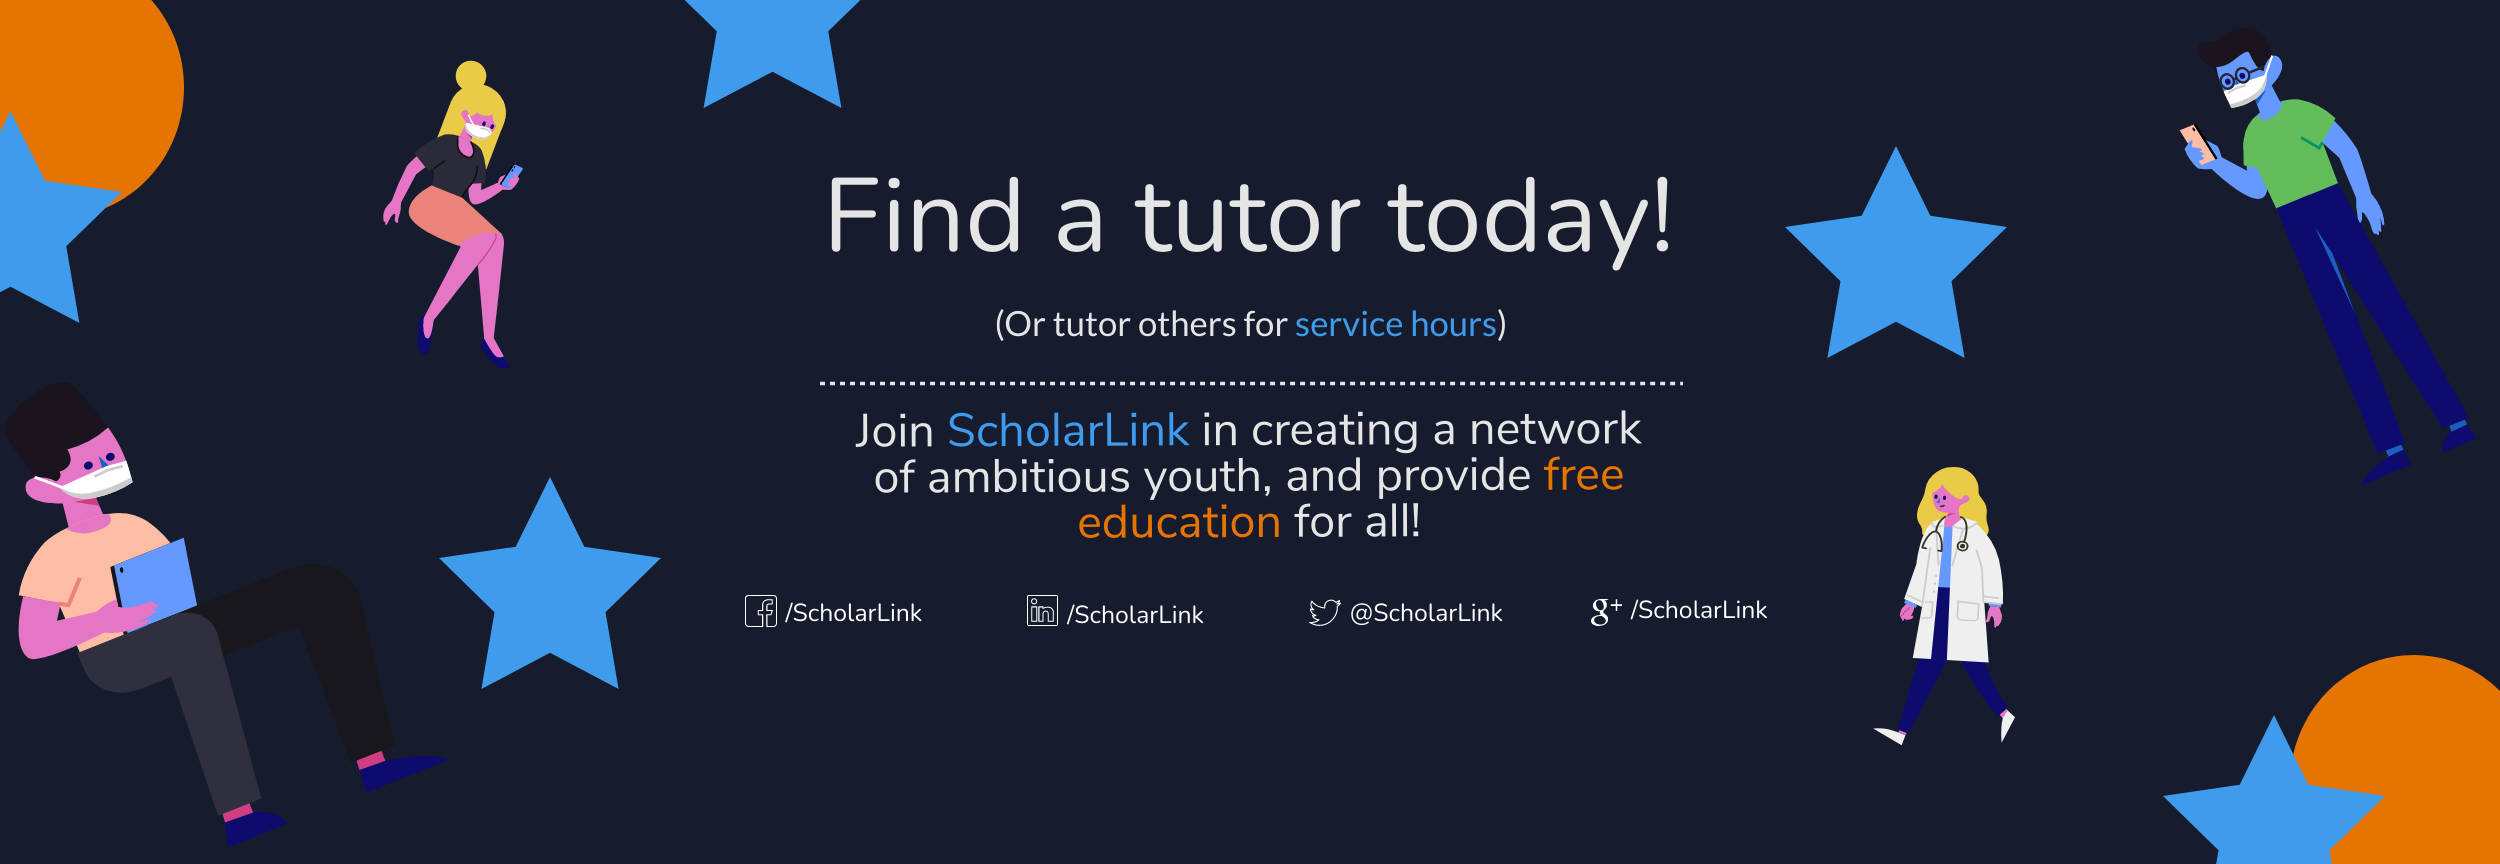 Find a tutor today!
(Or tutor others for service hours)
Join ScholarLink in creating a network
of ambitious youth, and provide free
education for all!
/ScholarLink
/ScholarLink
@ScholarLink
/ScholarLink